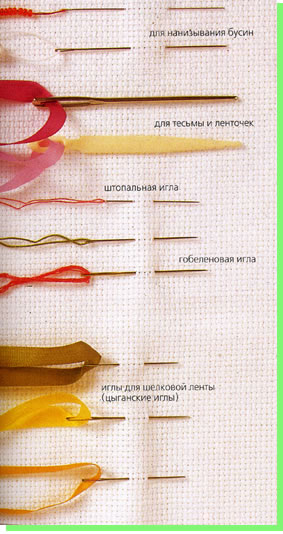 для нанизывания бусин
для тесьмы и ленточек
штопальная игла
гобеленовая игла
иглы для шелковой ленты
(цыганские иглы)